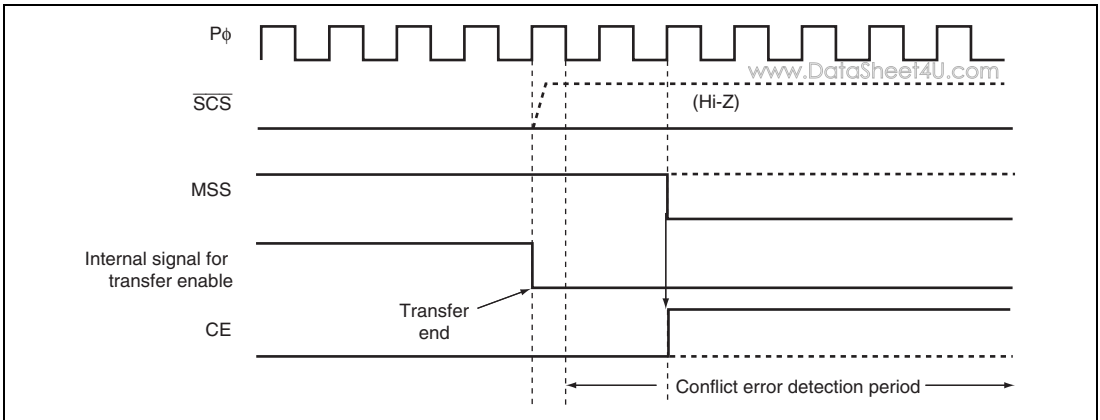 Pϕ
www.DataSheet4U.com
SCS
(Hi-Z)
MSS
Internal signal for
transfer enable
Transfer
end
CE
Conflict error detection period